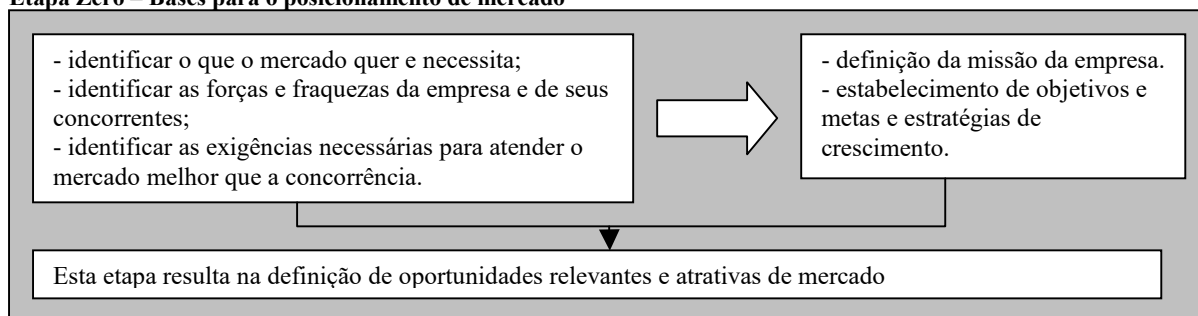 Etapa Zero – Bases para o posicionamento de mercado
- identificar o que o mercado quer e necessita;
- identificar as forças e fraquezas da empresa e de seus
concorrentes;
- identificar as exigências necessárias para atender o
mercado melhor que a concorrência.
- definição da missão da empresa.
- estabelecimento de objetivos e
metas e estratégias de
crescimento.
Esta etapa resulta na definição de oportunidades relevantes e atrativas de mercado